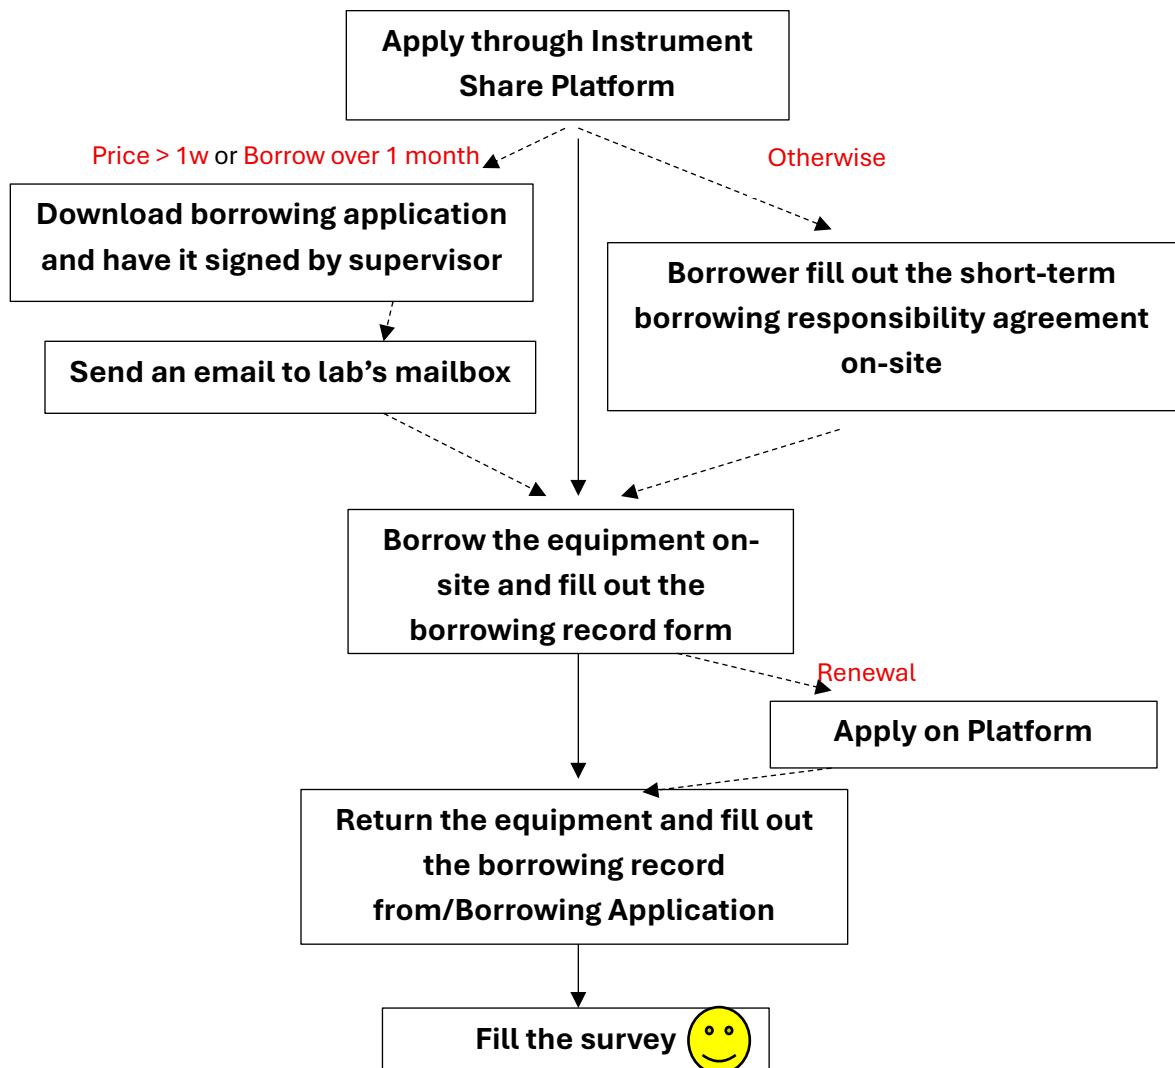 Apply through Instrument
Share Platform
Price > 1w or Borrow over 1 month
Otherwise
Download borrowing application
and have it signed by supervisor
Borrower fill out the short-term
borrowing responsibility agreement
on-site
Send an email to lab’s mailbox
Borrow the equipment on-
site and fill out the
borrowing record form
Renewal
Apply on Platform
Return the equipment and fill out
the borrowing record
from/Borrowing Application
Fill the survey